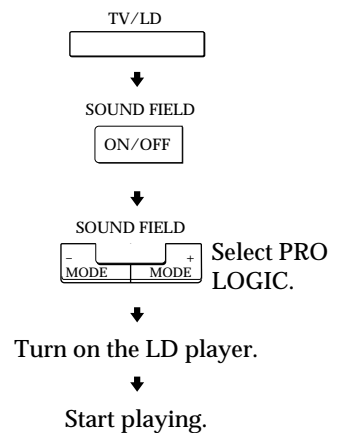 TV/LD
SOUND FIELD
ON/OFF
SOUND FIELD
– +
MODE MODE
Select PRO
LOGIC.
Turn on the LD player.
Start playing.